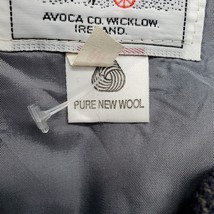 AVOCA CO. WICKLOW,
IRELAND.
PURE NEW WOOL